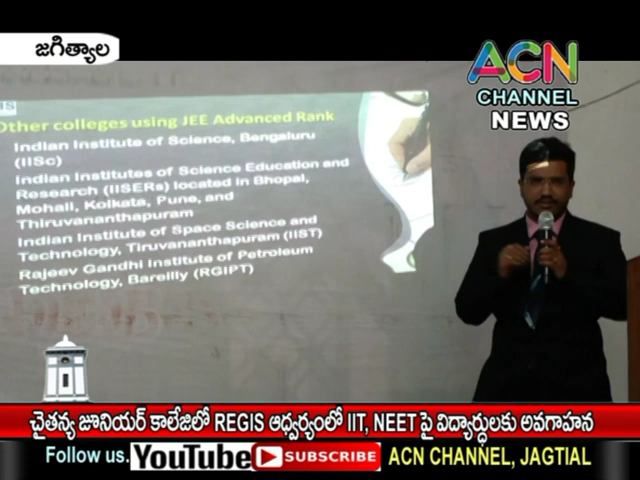 జగిత్యాల
ACN
CHANNEL
NEWS
Other colleges using JEE Advanced Rank
Indian Institute of Science, Bengaluru
(IISc)
Indian Institutes of Science Education and
Research (IISERs) located in Bhopal,
Mohali, Kolkata, Pune, and
Thiruvananthapuram
Indian Institute of Space Science and
Technology, Tiruvananthapuram (IIST)
Rajeev Gandhi Institute of Petroleum
Technology, Bareilly (RGIPT)
చైతన్య జూనియర్ కాలేజిలో REGIS ఆధ్వర్యంలో IIT, NEET పై విద్యార్ధులకు అవగాహన
Follow us. YouTube SUBSCRIBE ACN CHANNEL, JAGTIAL